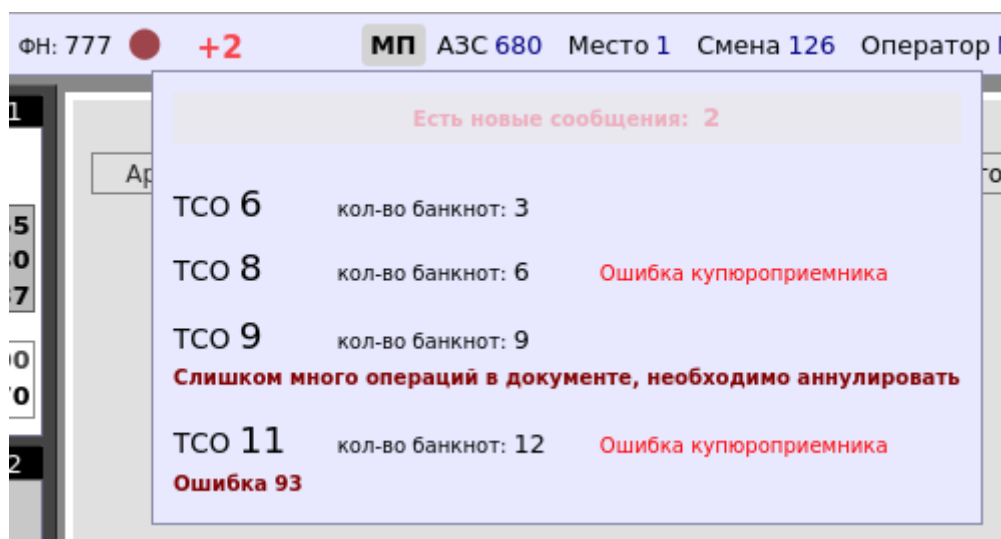 ФН: 777 +2 МП АЗС 680 Место 1 Смена 126 Оператор
1
Есть новые сообщения: 2
ТСО 6 кол-во банкнот: 3
ТСО 8 кол-во банкнот: 6 Ошибка купюроприемника
ТСО 9 кол-во банкнот: 9
Слишком много операций в документе, необходимо аннулировать
ТСО 11 кол-во банкнот: 12 Ошибка купюроприемника
Ошибка 93
2